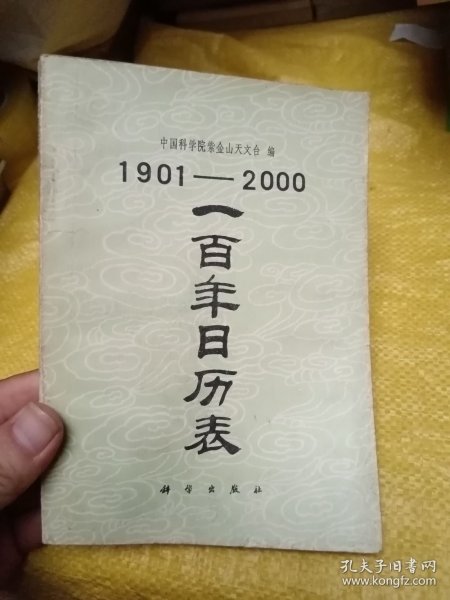 中国科学院紫金山天文台 编
1901—2000
一百年日历表
科学出版社
孔夫子旧书网
www.kongfz.com